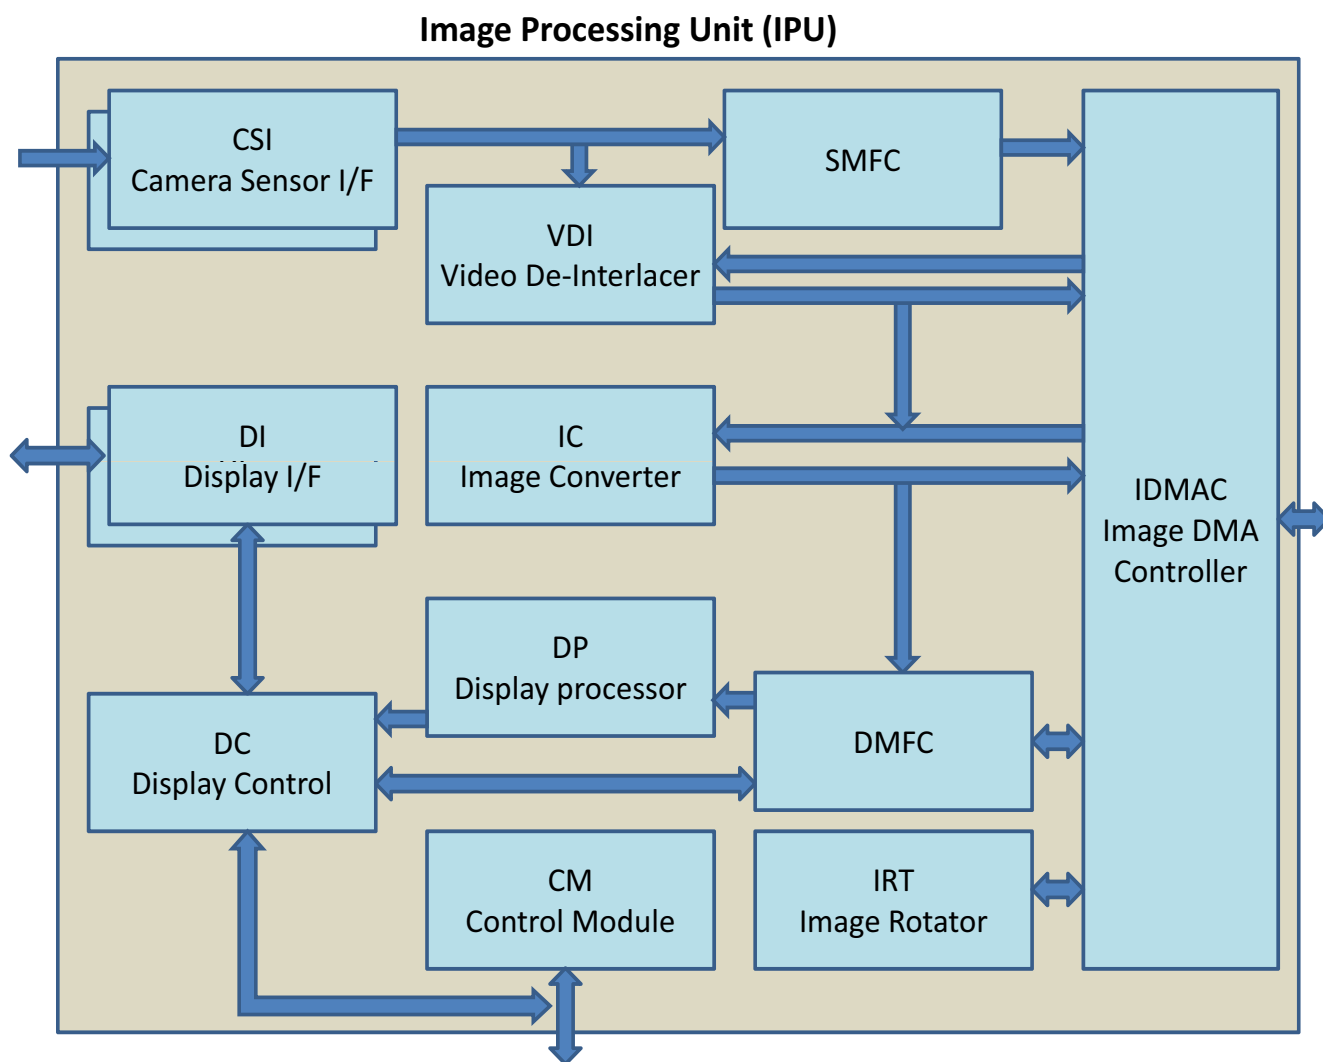 Image Processing Unit (IPU)
CSI
Camera Sensor I/F
SMFC
VDI
Video De-Interlacer
DI
Display I/F
IC
Image Converter
IDMAC
Image DMA
Controller
DP
Display processor
DC
Display Control
DMFC
CM
Control Module
IRT
Image Rotator